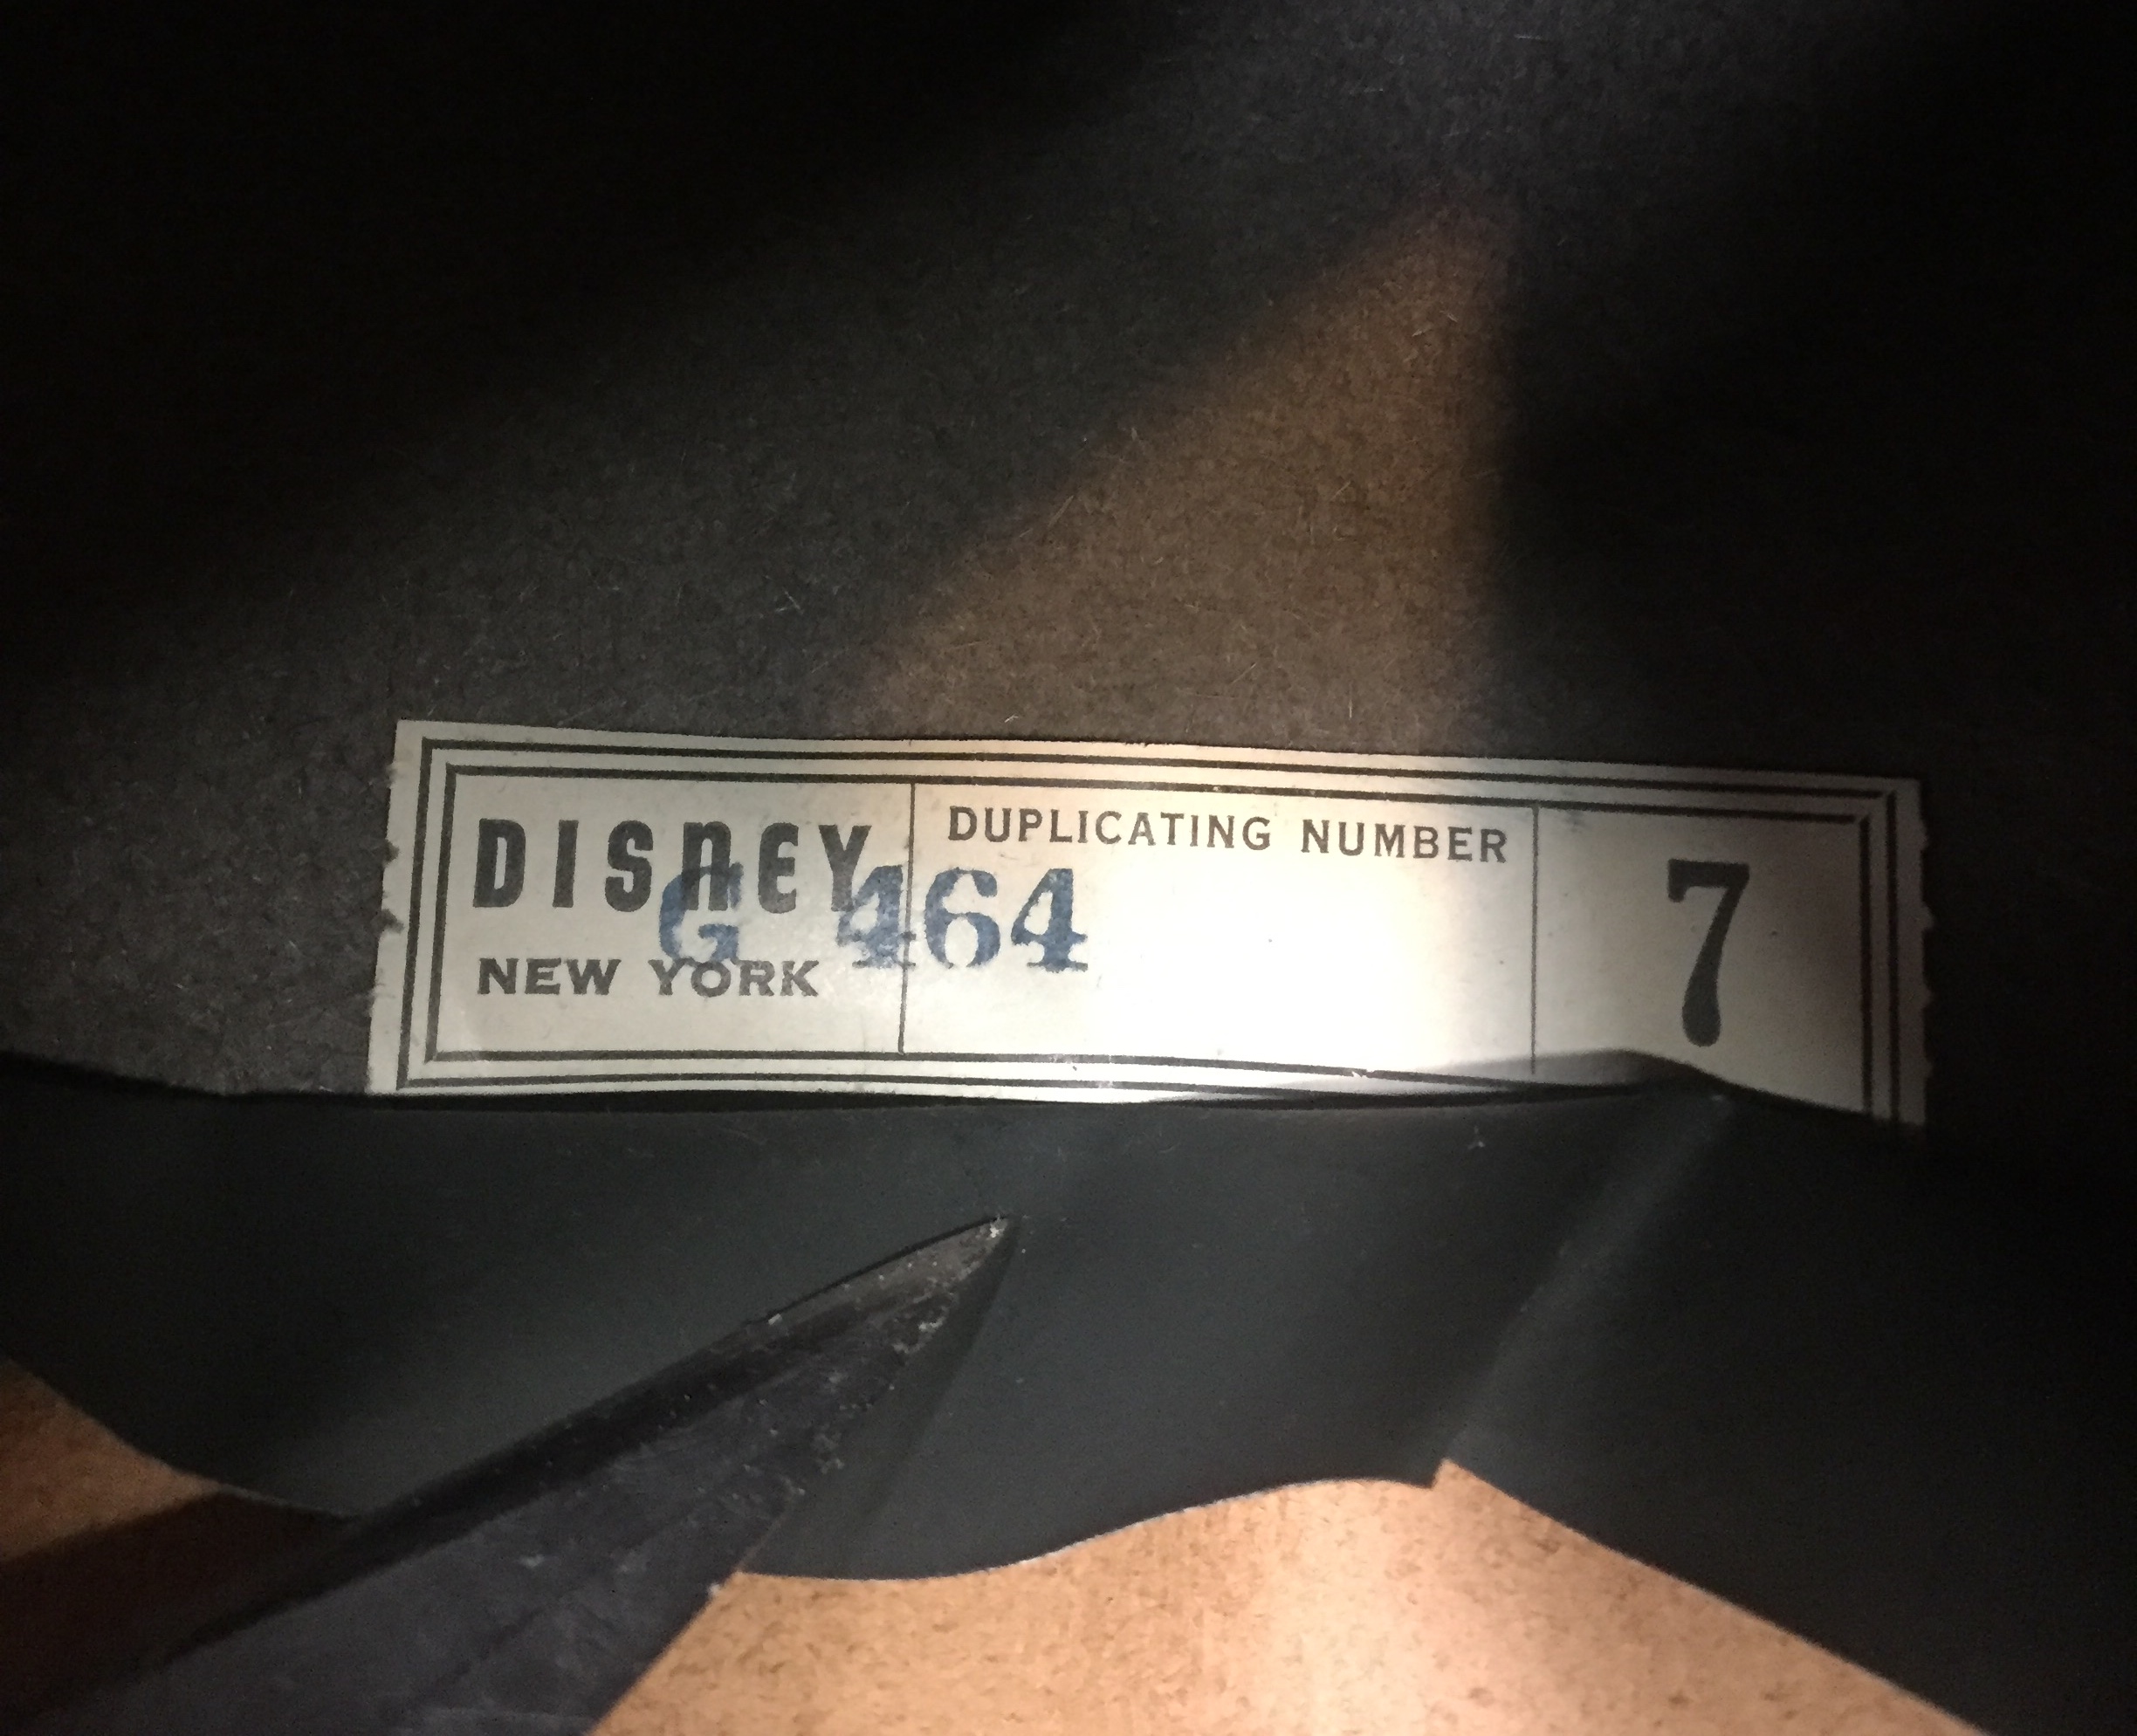 DISNEY
NEW YORK
DUPLICATING NUMBER
G 464
7